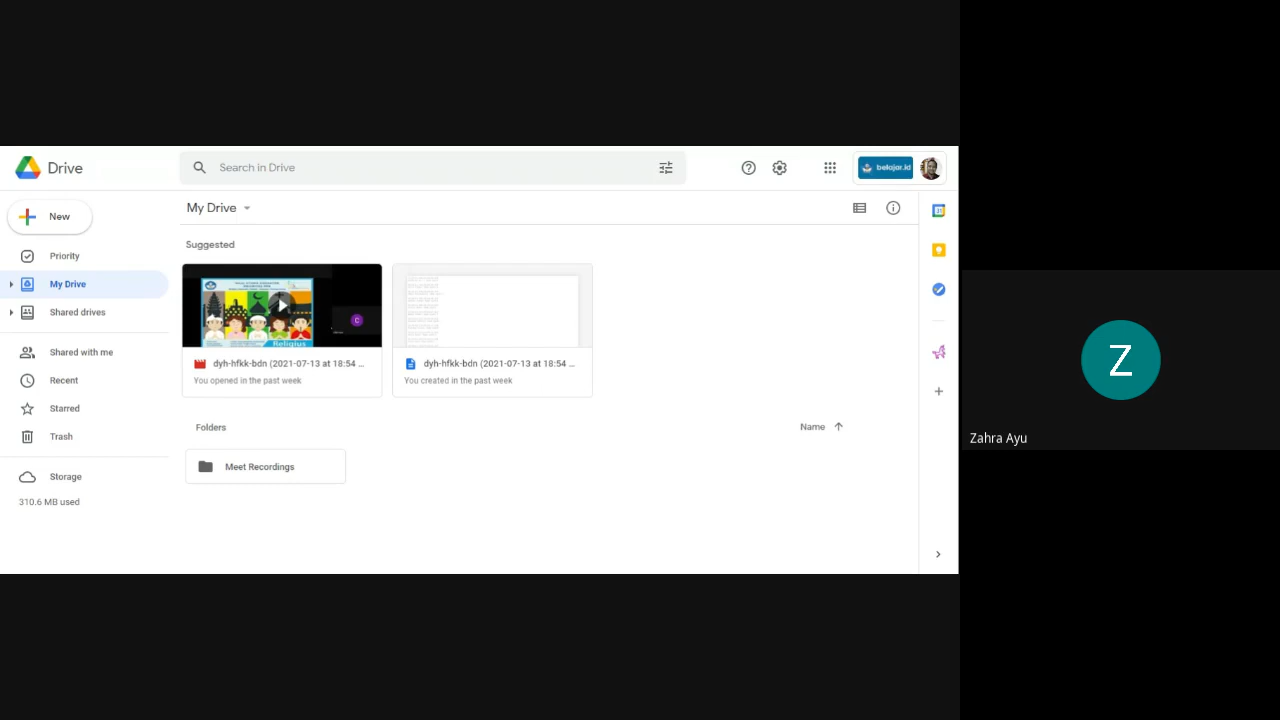 Drive
Search in Drive
belajar.id
New
My Drive
Priority
My Drive
Shared drives
Shared with me
Recent
Starred
Trash
Storage
310.6 MB used
Suggested
Religius
C
dyh-hfkk-bdn (2021-07-13 at 18:54 ...
You opened in the past week
dyh-hfkk-bdn (2021-07-13 at 18:54 ...
You created in the past week
Folders
Name
Meet Recordings
31
Z
Zahra Ayu